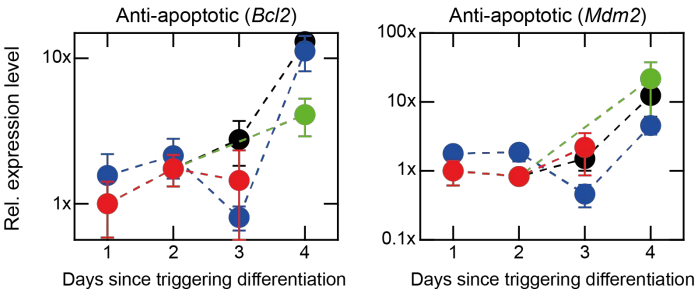 Anti-apoptotic (Bcl2)
Anti-apoptotic (Mdm2)
Rel. expression level
10x
1x
1 2 3 4
Days since triggering differentiation
100x
10x
1x
0.1x
1 2 3 4
Days since triggering differentiation